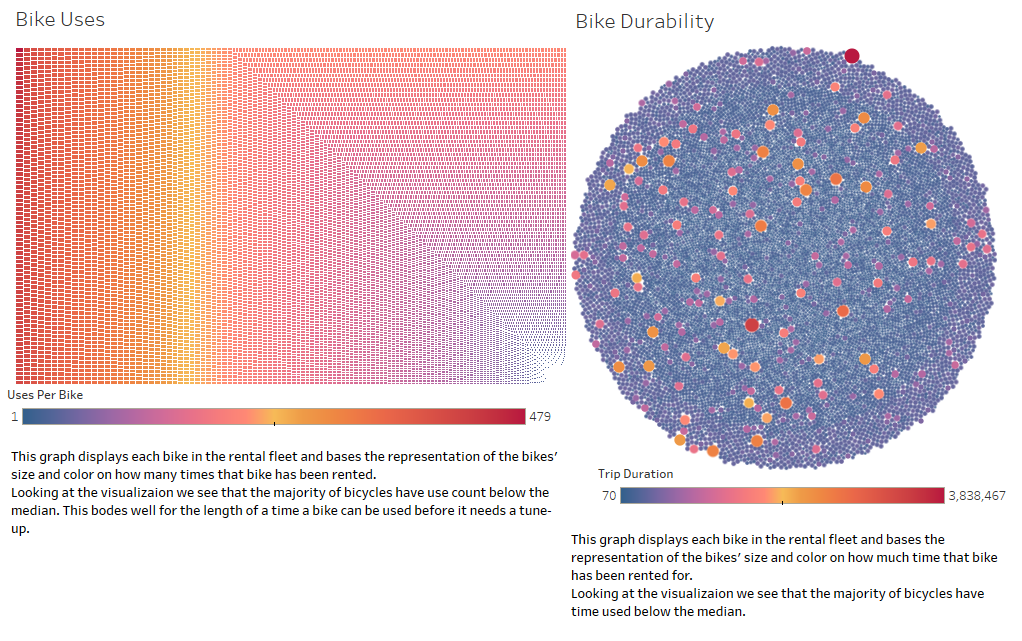 Bike Uses
Uses Per Bike
1
479
This graph displays each bike in the rental fleet and bases the representation of the bikes’
size and color on how many times that bike has been rented.
Looking at the visualizaion we see that the majority of bicycles have use count below the
median. This bodes well for the length of a time a bike can be used before it needs a tune-
up.
Bike Durability
Trip Duration
70
3,838,467
This graph displays each bike in the rental fleet and bases the
representation of the bikes’ size and color on how much time that bike
has been rented for.
Looking at the visualizaion we see that the majority of bicycles have
time used below the median.